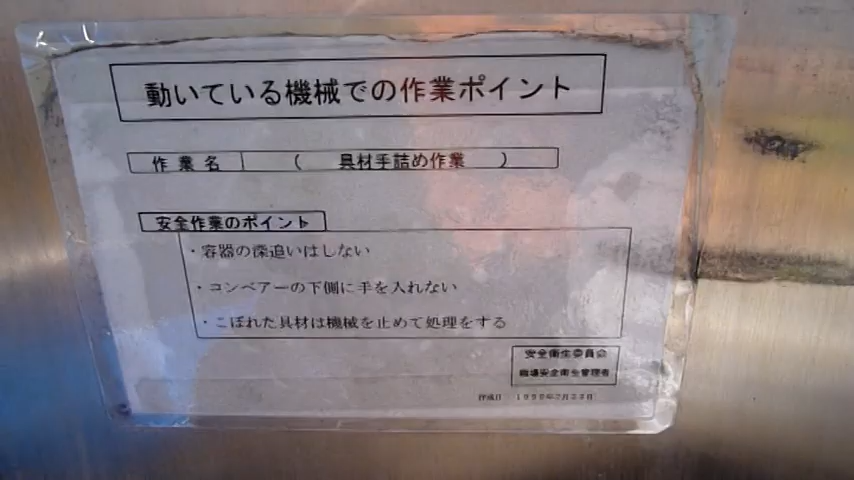 動いている機械での作業ポイント
作業名 ( 具材手詰め作業 )
安全作業のポイント
・容器の深追いはしない
・コンベアーの下側に手を入れない
・こぼれた具材は機械を止めて処理をする
安全衛生委員会
職場安全衛生管理者
作成日